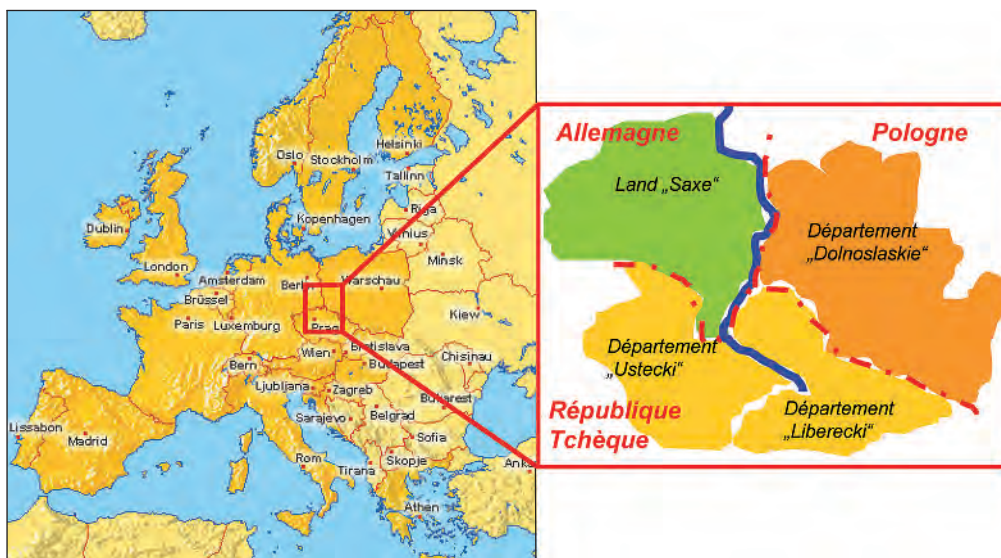 Helsinki
Oslo
Stockholm
Tallinn
Riga
Kopenhagen
Vilnius
Dublin
Minsk
London
Amsterdam
Berlin
Warschau
Brüssel
Kiew
Paris
Luxemburg
Prag
Wien
Bratislava
Bern
Budapest
Chisinau
Ljubljana
Zagreb
Bukarest
Sarajevo
Belgrad
Lissabon
Madrid
Sofia
Rom
Skopje
Tirana
Anka
Athen
Allemagne
Pologne
Land „Saxe“
Département
„Dolnoslaskie“
Département
„Ustecki“
République
Tchèque
Département
„Liberecki“